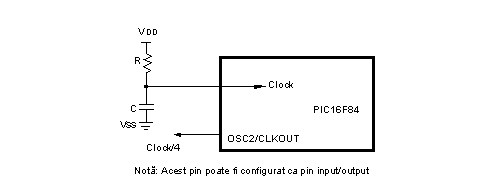 VDD
R
Clock
C
PIC16F84
VSS
OSC2/CLKOUT
Clock/4
Notă: Acest pin poate fi configurat ca pin input/output